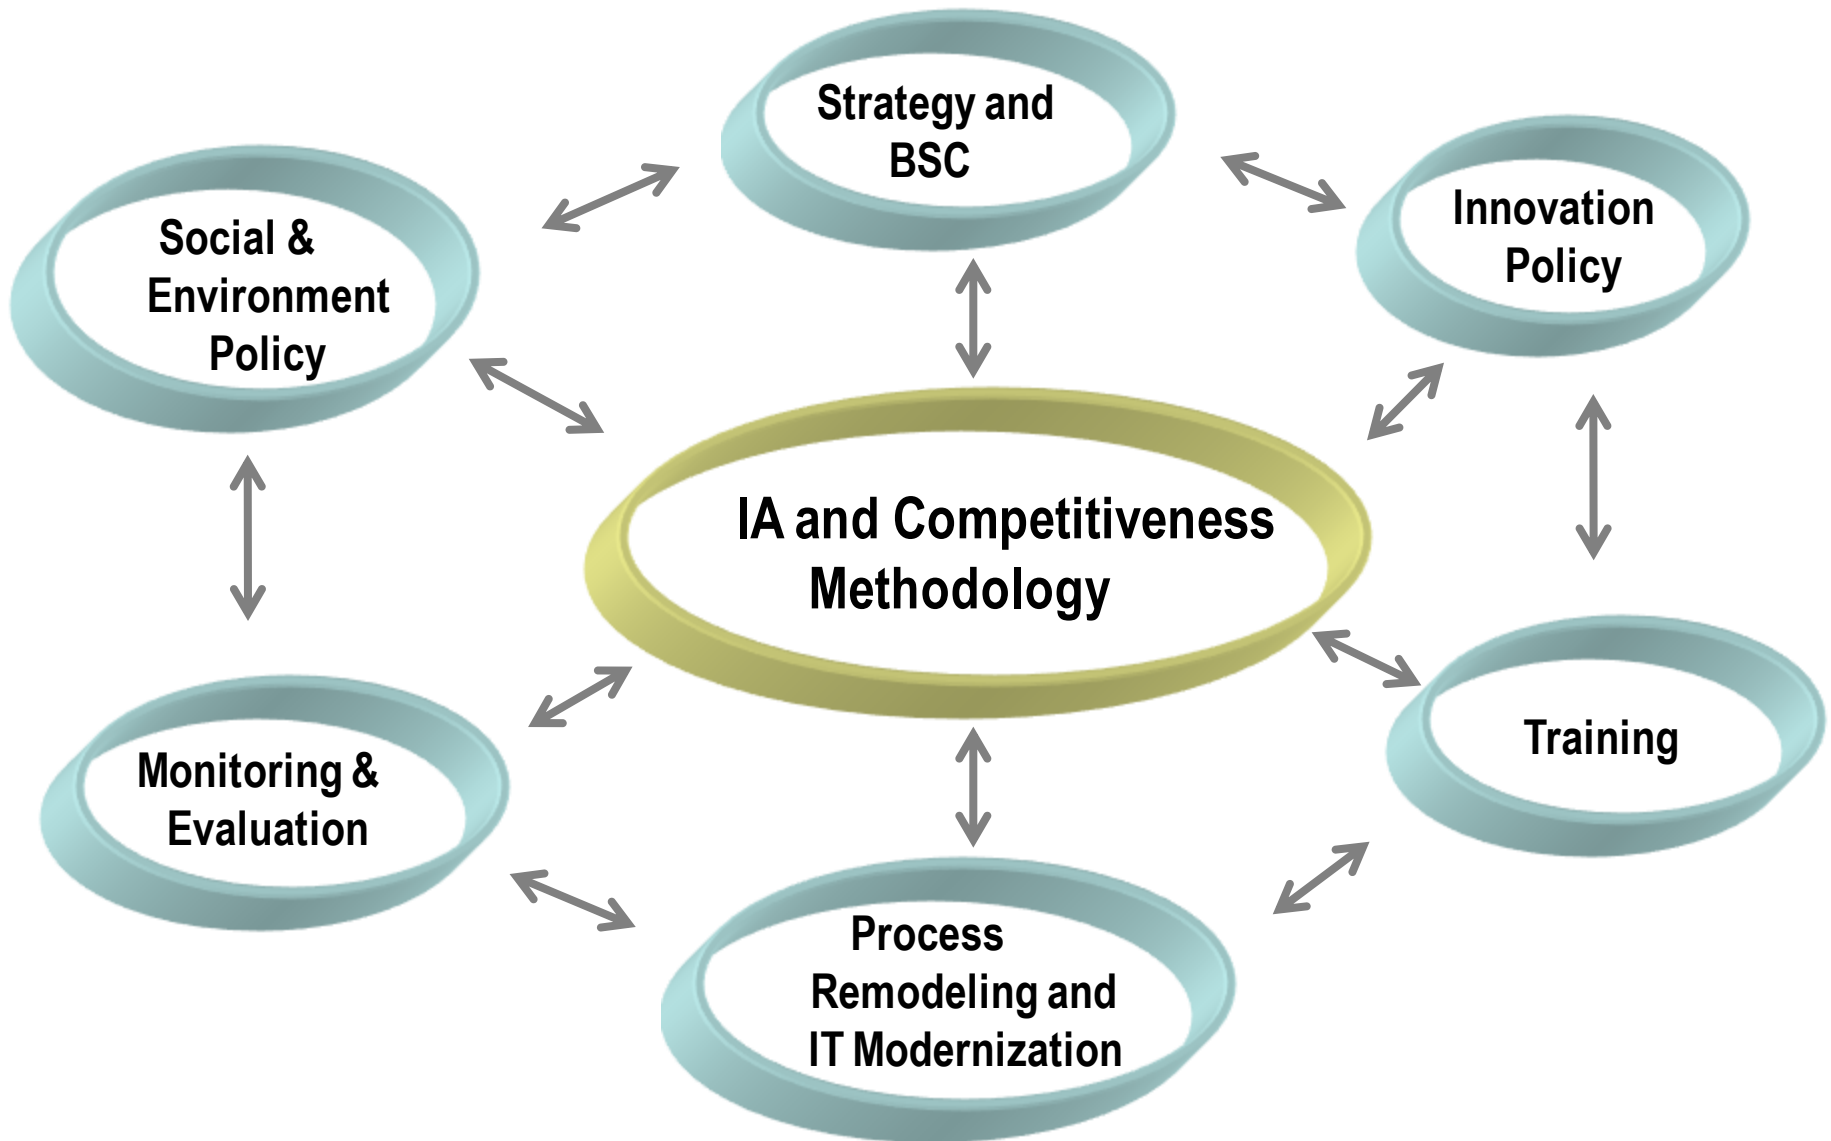 Strategy and
BSC
Social &
Environment
Policy
Innovation
Policy
IA and Competitiveness
Methodology
Monitoring &
Evaluation
Training
Process
Remodeling and
IT Modernization